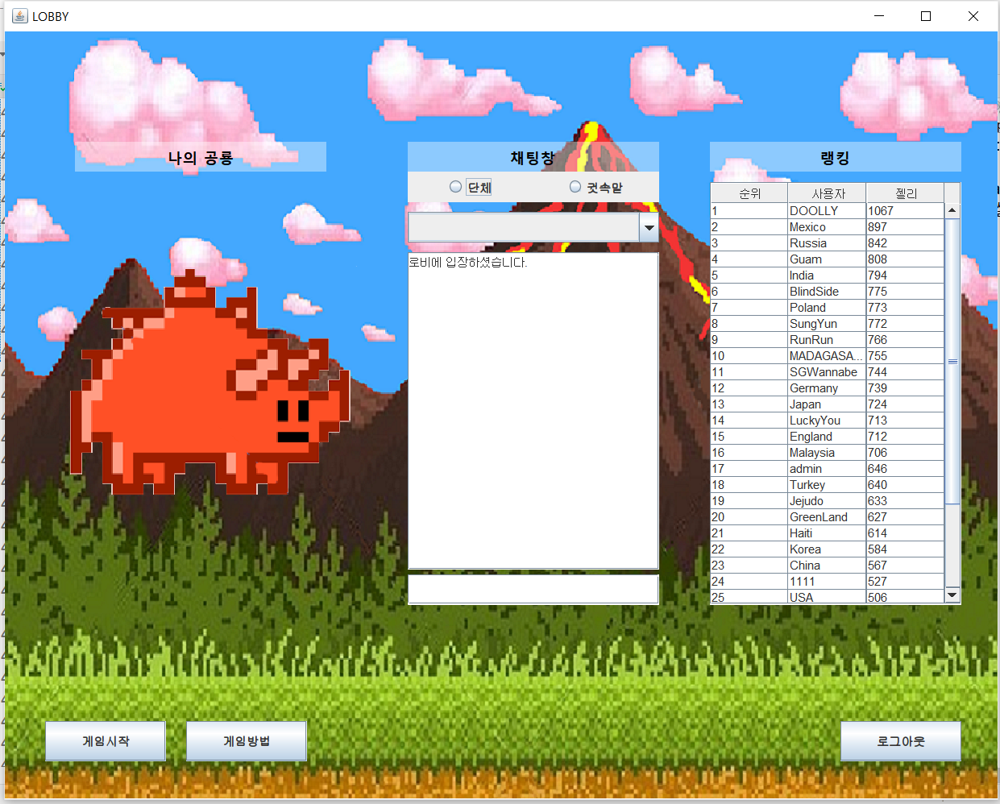 LOBBY
나의 공룡
채팅창
랭킹
단체
귓속말
로비에 입장하셨습니다.
순위 사용자 젤리
1 DOOLLY 1067
2 Mexico 897
3 Russia 842
4 Guam 808
5 India 794
6 BlindSide 775
7 Poland 773
8 SungYun 772
9 RunRun 766
10 MADAGASA... 755
11 SGWannabe 744
12 Germany 739
13 Japan 724
14 LuckyYou 713
15 England 712
16 Malaysia 706
17 admin 646
18 Turkey 640
19 Jejudo 633
20 GreenLand 627
21 Haiti 614
22 Korea 584
23 China 567
24 1111 527
25 USA 506
게임시작
게임방법
로그아웃